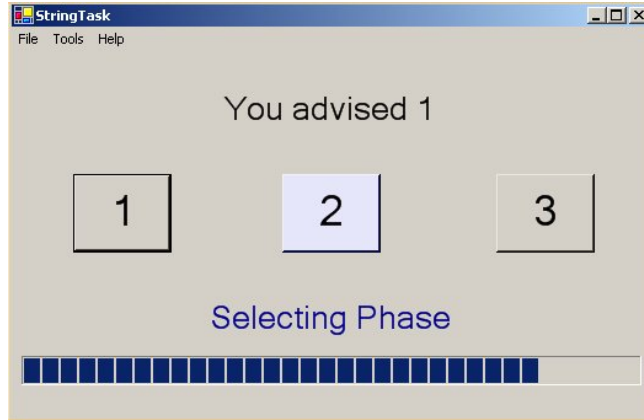 StringTask
File Tools Help
You advised 1
1 2 3
Selecting Phase